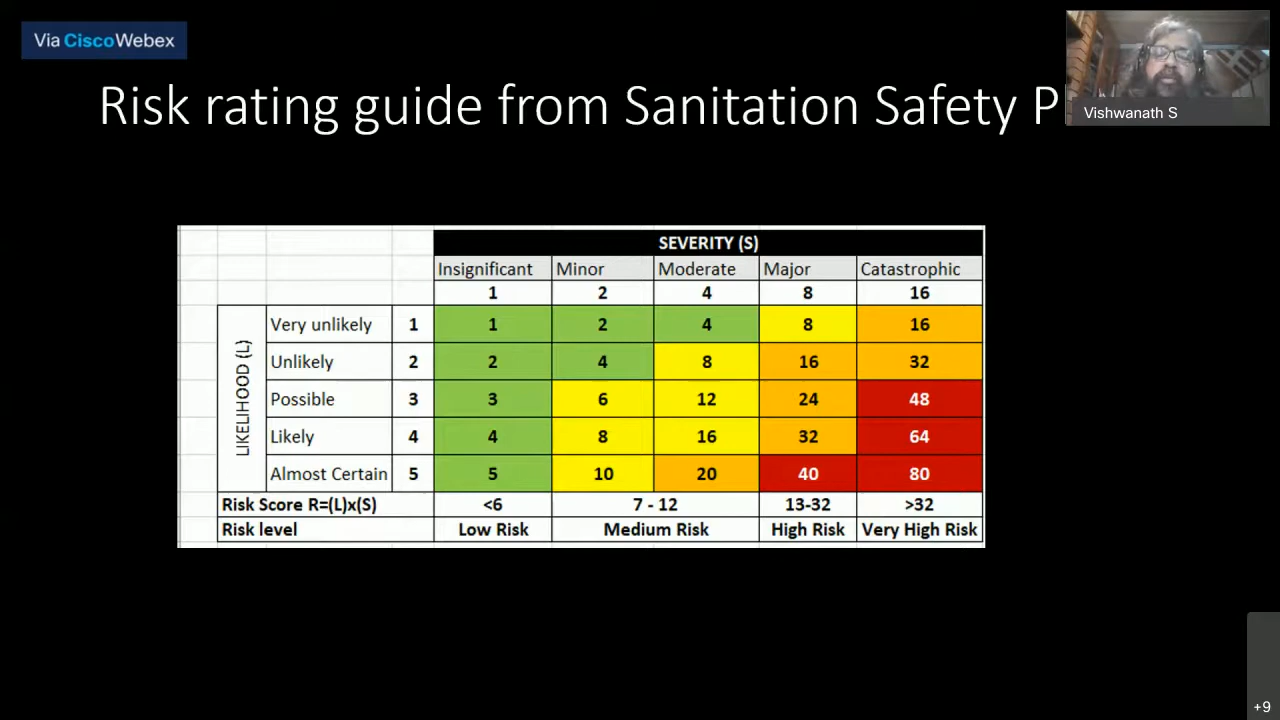 Via CiscoWebex
Risk rating guide from Sanitation Safety P
Vishwanath S
SEVERITY (S)
Insignificant Minor Moderate Major Catastrophic
1 2 4 8 16
LIKELIHOOD (L)
Very unlikely 1 1 2 4 8 16
Unlikely 2 2 4 8 16 32
Possible 3 3 6 12 24 48
Likely 4 4 8 16 32 64
Almost Certain 5 5 10 20 40 80
Risk Score R=(L)x(S) <6 7 - 12 13-32 >32
Risk level Low Risk Medium Risk High Risk Very High Risk
+9